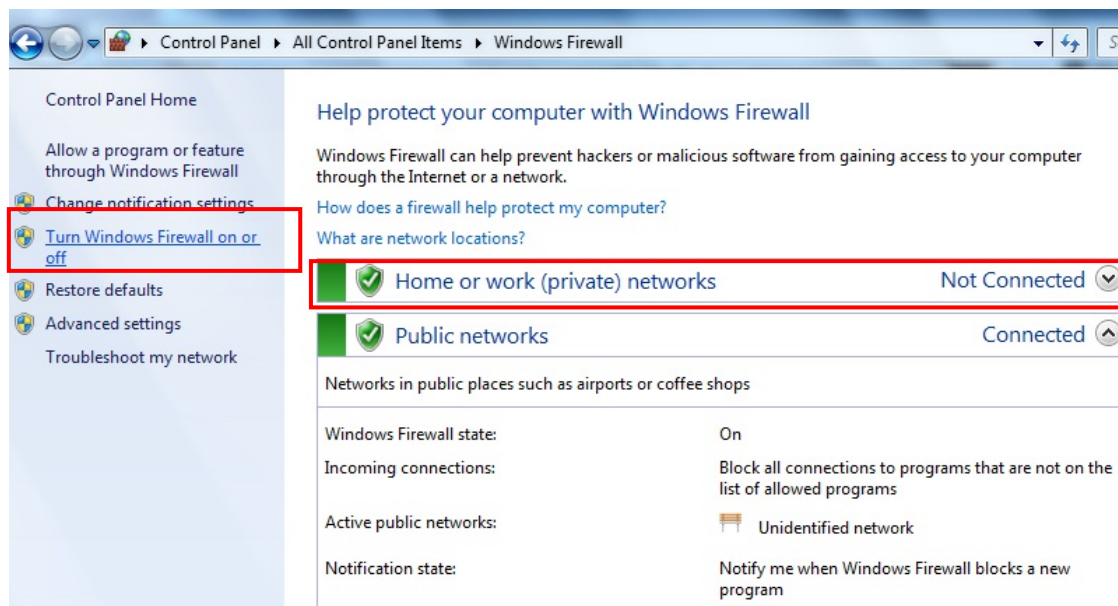 Control Panel All Control Panel Items Windows Firewall S
Control Panel Home
Allow a program or feature
through Windows Firewall
Change notification settings
Turn Windows Firewall on or
off
Restore defaults
Advanced settings
Troubleshoot my network
Help protect your computer with Windows Firewall
Windows Firewall can help prevent hackers or malicious software from gaining access to your computer
through the Internet or a network.
How does a firewall help protect my computer?
What are network locations?
Home or work (private) networks Not Connected
Public networks Connected
Networks in public places such as airports or coffee shops
Windows Firewall state: On
Incoming connections: Block all connections to programs that are not on the
list of allowed programs
Active public networks: Unidentified network
Notification state: Notify me when Windows Firewall blocks a new
program